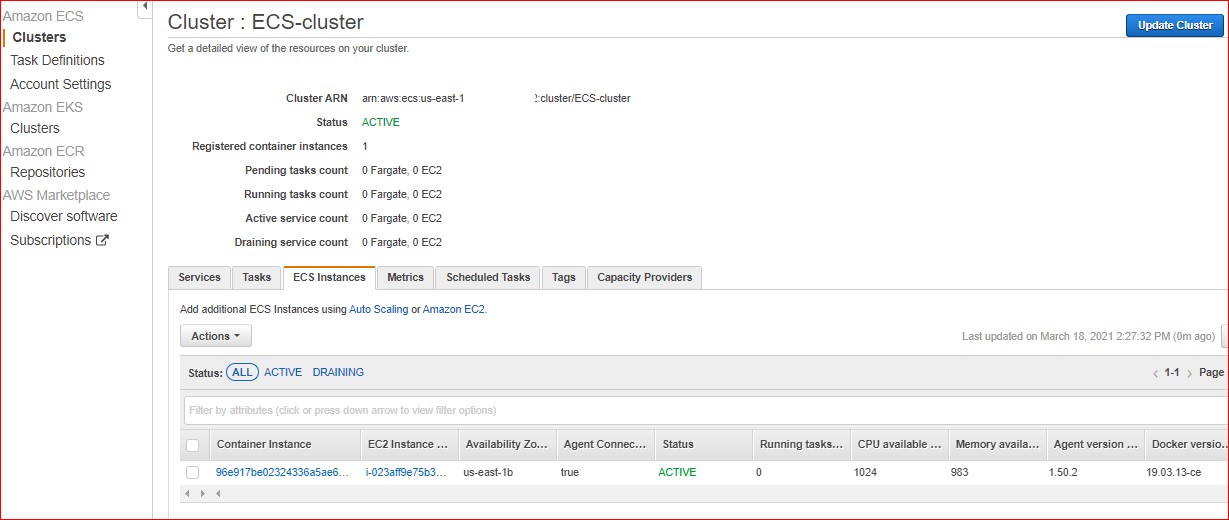 Amazon ECS
Clusters
Task Definitions
Account Settings
Amazon EKS
Clusters
Amazon ECR
Repositories
AWS Marketplace
Discover software
Subscriptions
Cluster : ECS-cluster
Update Cluster
Get a detailed view of the resources on your cluster.
Cluster ARN arn:aws:ecs:us-east-1 :cluster/ECS-cluster
Status ACTIVE
Registered container instances 1
Pending tasks count 0 Fargate, 0 EC2
Running tasks count 0 Fargate, 0 EC2
Active service count 0 Fargate, 0 EC2
Draining service count 0 Fargate, 0 EC2
Services Tasks ECS Instances Metrics Scheduled Tasks Tags Capacity Providers
Add additional ECS Instances using Auto Scaling or Amazon EC2.
Actions Last updated on March 18, 2021 2:27:32 PM (0m ago)
Status: ALL ACTIVE DRAINING 1-1 Page
Filter by attributes (click or press down arrow to view filter options)
Container Instance EC2 Instance ... Availability Zo... Agent Connec... Status Running tasks... CPU available ... Memory availa... Agent version ... Docker versio...
96e917be02324336a5ae6... i-023aff9e75b3... us-east-1b true ACTIVE 0 1024 983 1.50.2 19.03.13-ce